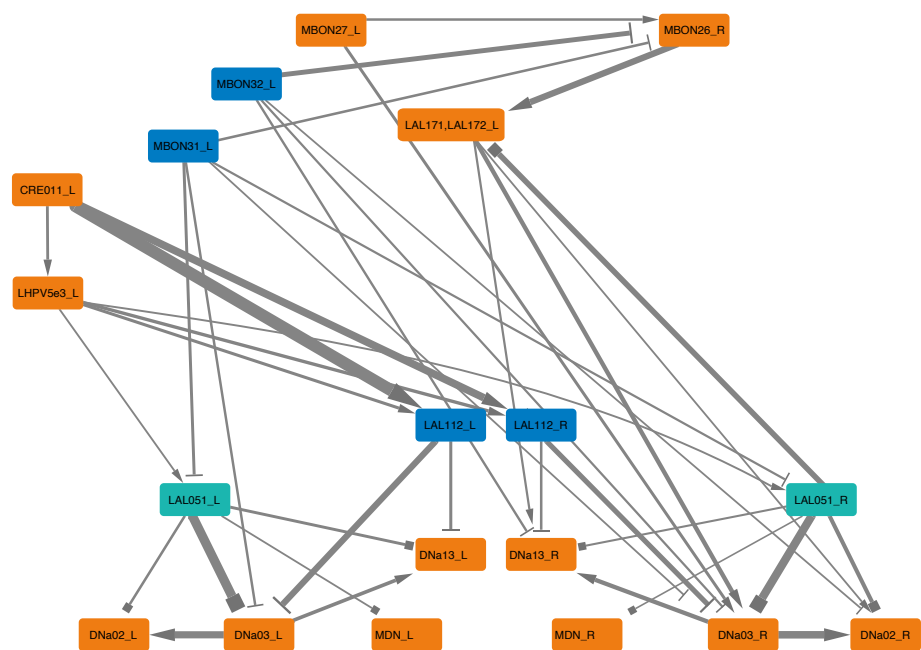 MBON27_L
MBON26_R
MBON32_L
LAL171,LAL172_L
MBON31_L
CRE011_L
LHPV5e3_L
LAL112_L
LAL112_R
LAL051_L
LAL051_R
DNa13_L
DNa13_R
DNa02_L
DNa03_L
MDN_L
MDN_R
DNa03_R
DNa02_R